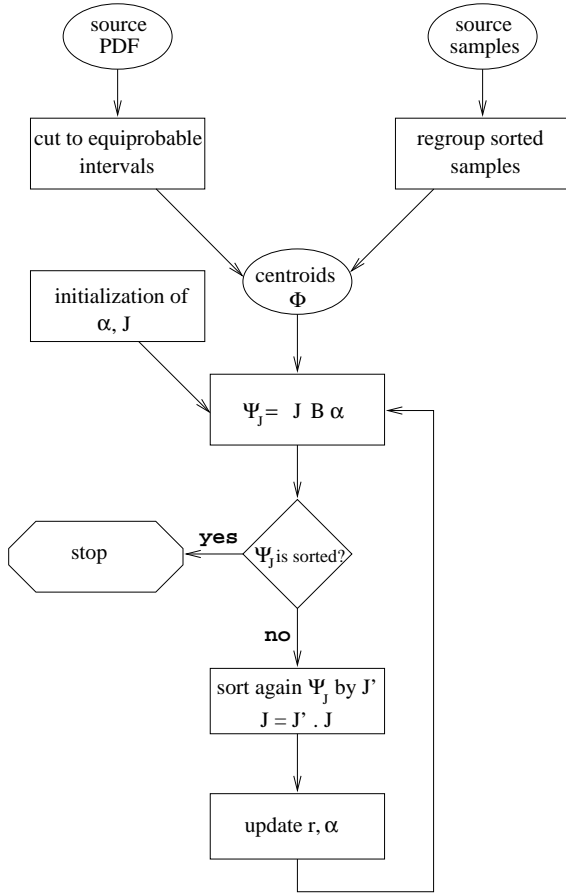 source
PDF
source
samples
cut to equiprobable
intervals
regroup sorted
samples
centroids
Φ
initialization of
α, J
Ψ_J = J B α
yes
stop
Ψ_J is sorted?
no
sort again Ψ_J by J'
J = J' . J
update r, α